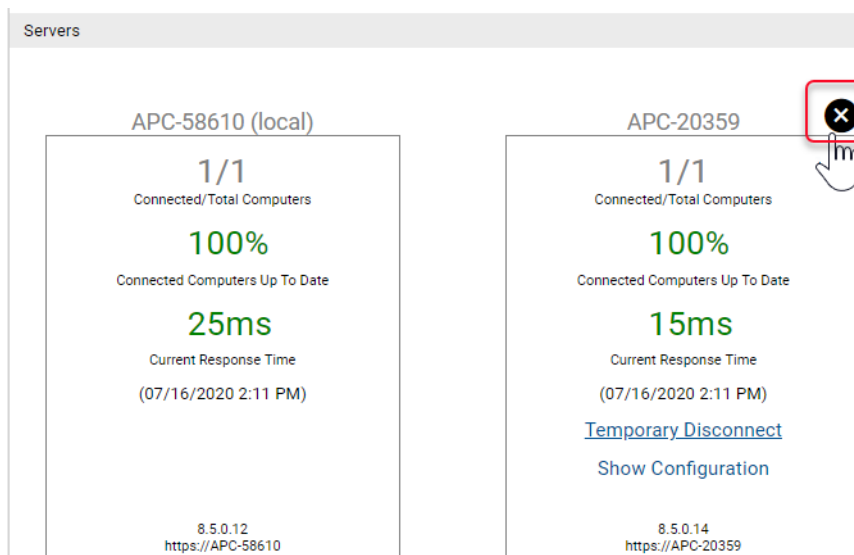 Servers
APC-58610 (local)
1/1
Connected/Total Computers
100%
Connected Computers Up To Date
25ms
Current Response Time
(07/16/2020 2:11 PM)
8.5.0.12
https://APC-58610
APC-20359
1/1
Connected/Total Computers
100%
Connected Computers Up To Date
15ms
Current Response Time
(07/16/2020 2:11 PM)
Temporary Disconnect
Show Configuration
8.5.0.14
https://APC-20359